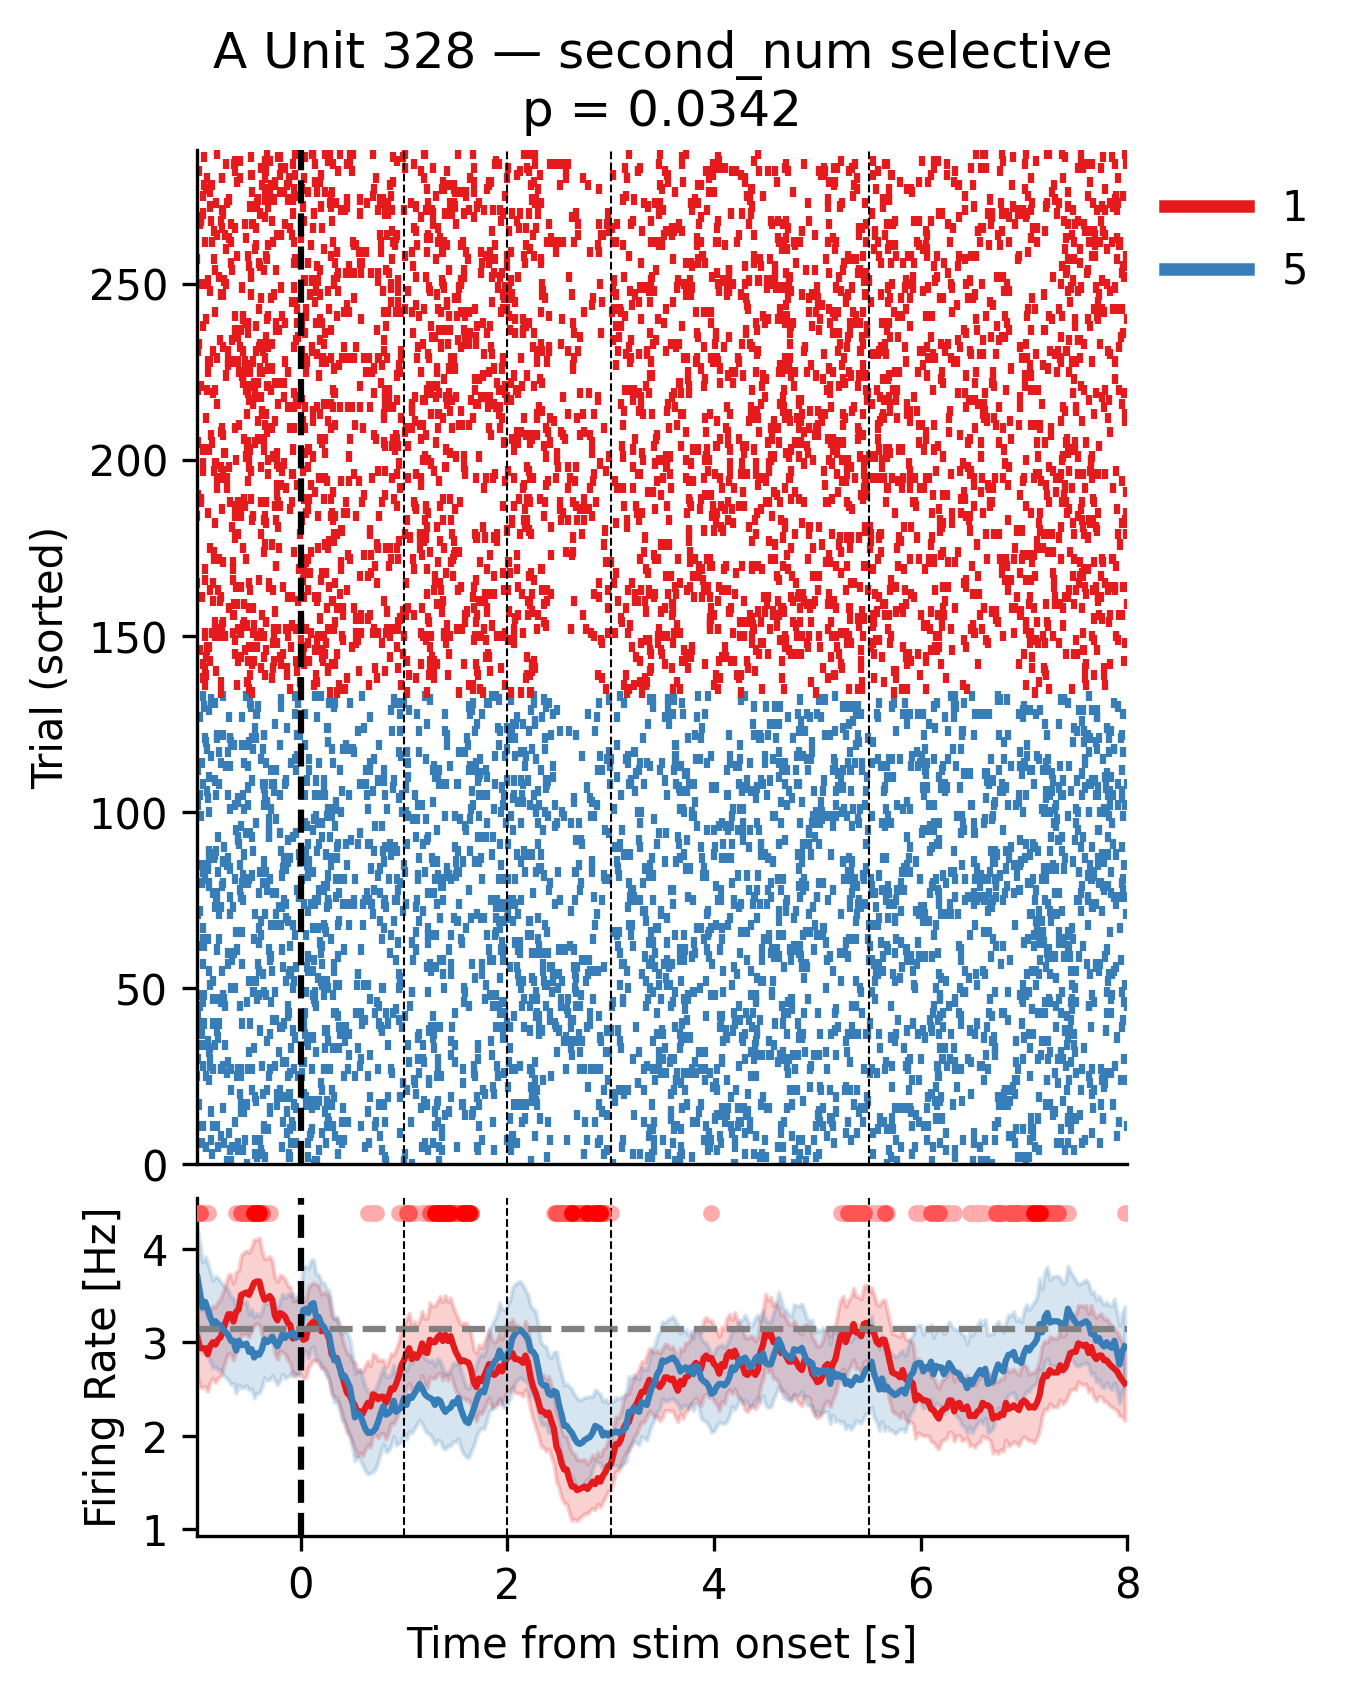 A Unit 328 — second_num selective
p = 0.0342
1
5
Trial (sorted)
250
200
150
100
50
0
Firing Rate [Hz]
4
3
2
1
0 2 4 6 8
Time from stim onset [s]